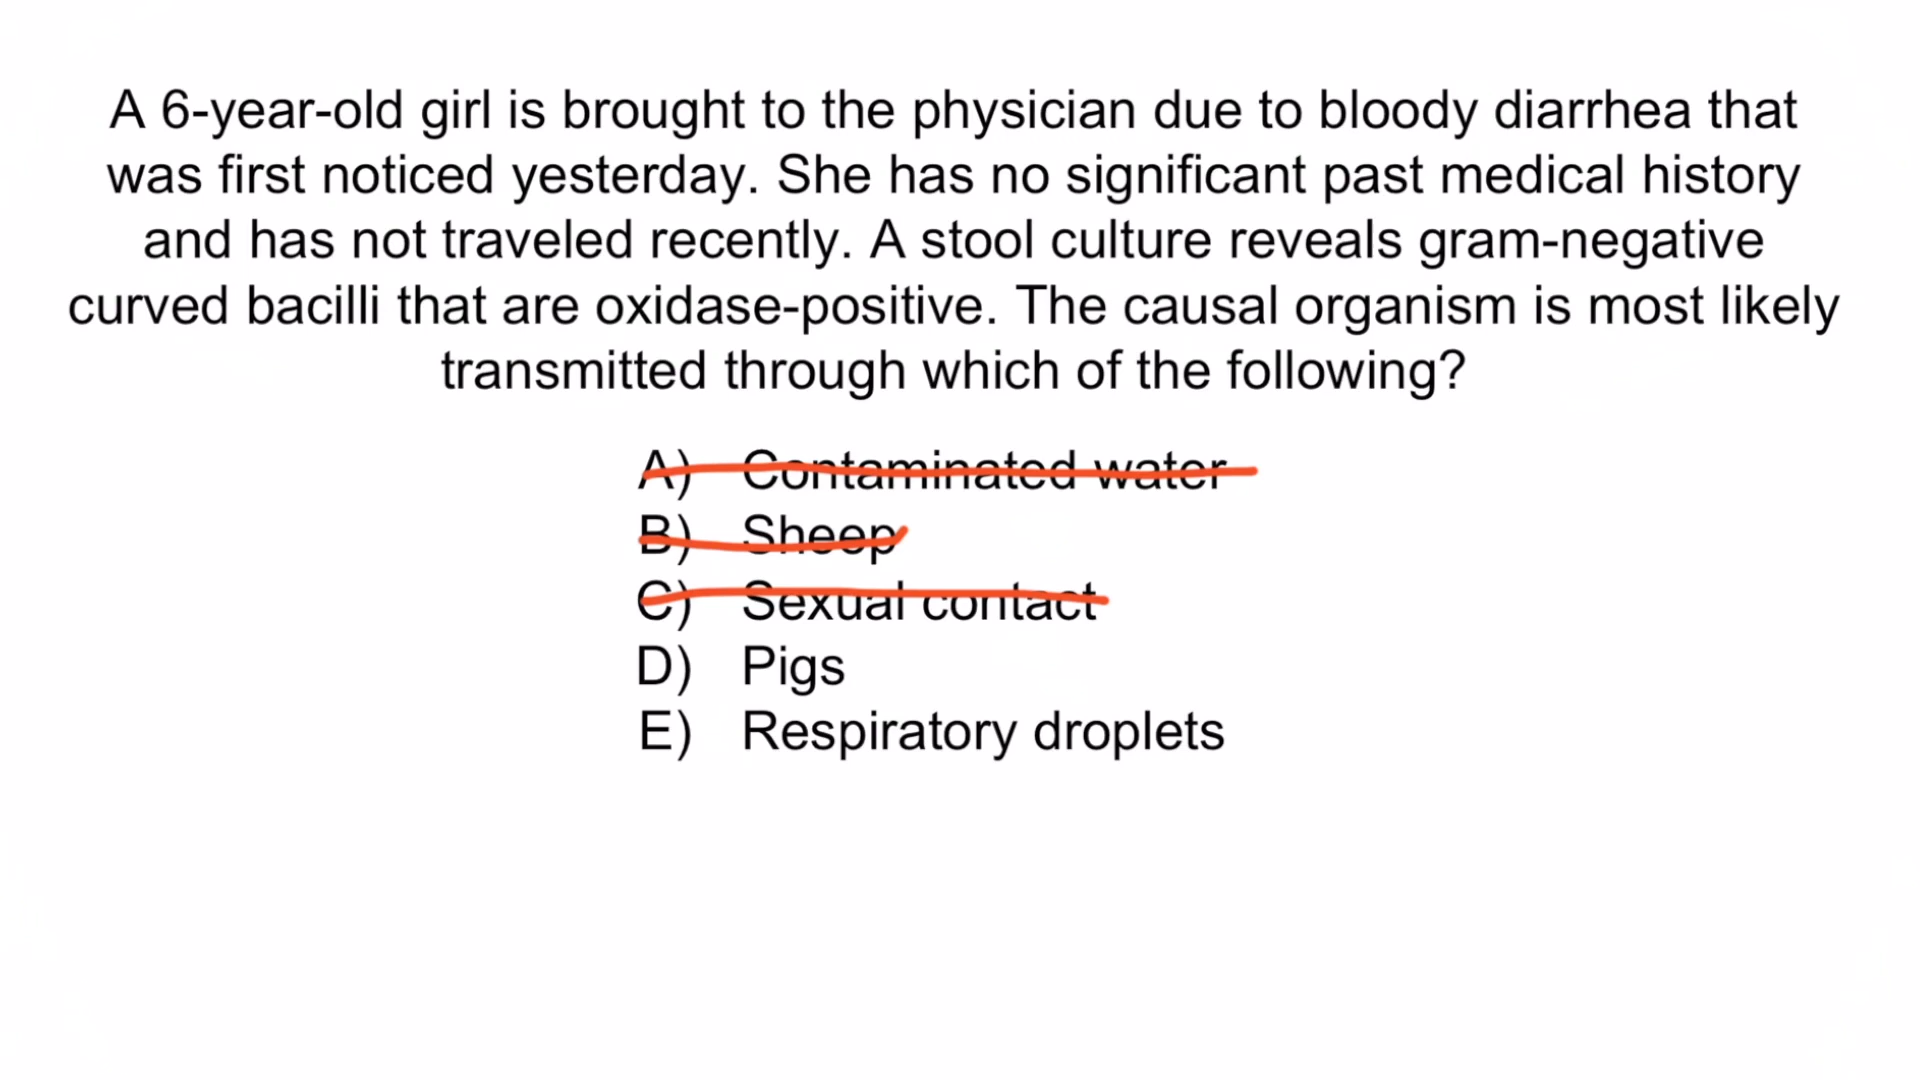 A 6-year-old girl is brought to the physician due to bloody diarrhea that
was first noticed yesterday. She has no significant past medical history
and has not traveled recently. A stool culture reveals gram-negative
curved bacilli that are oxidase-positive. The causal organism is most likely
transmitted through which of the following?
A) Contaminated water
B) Sheep
C) Sexual contact
D) Pigs
E) Respiratory droplets